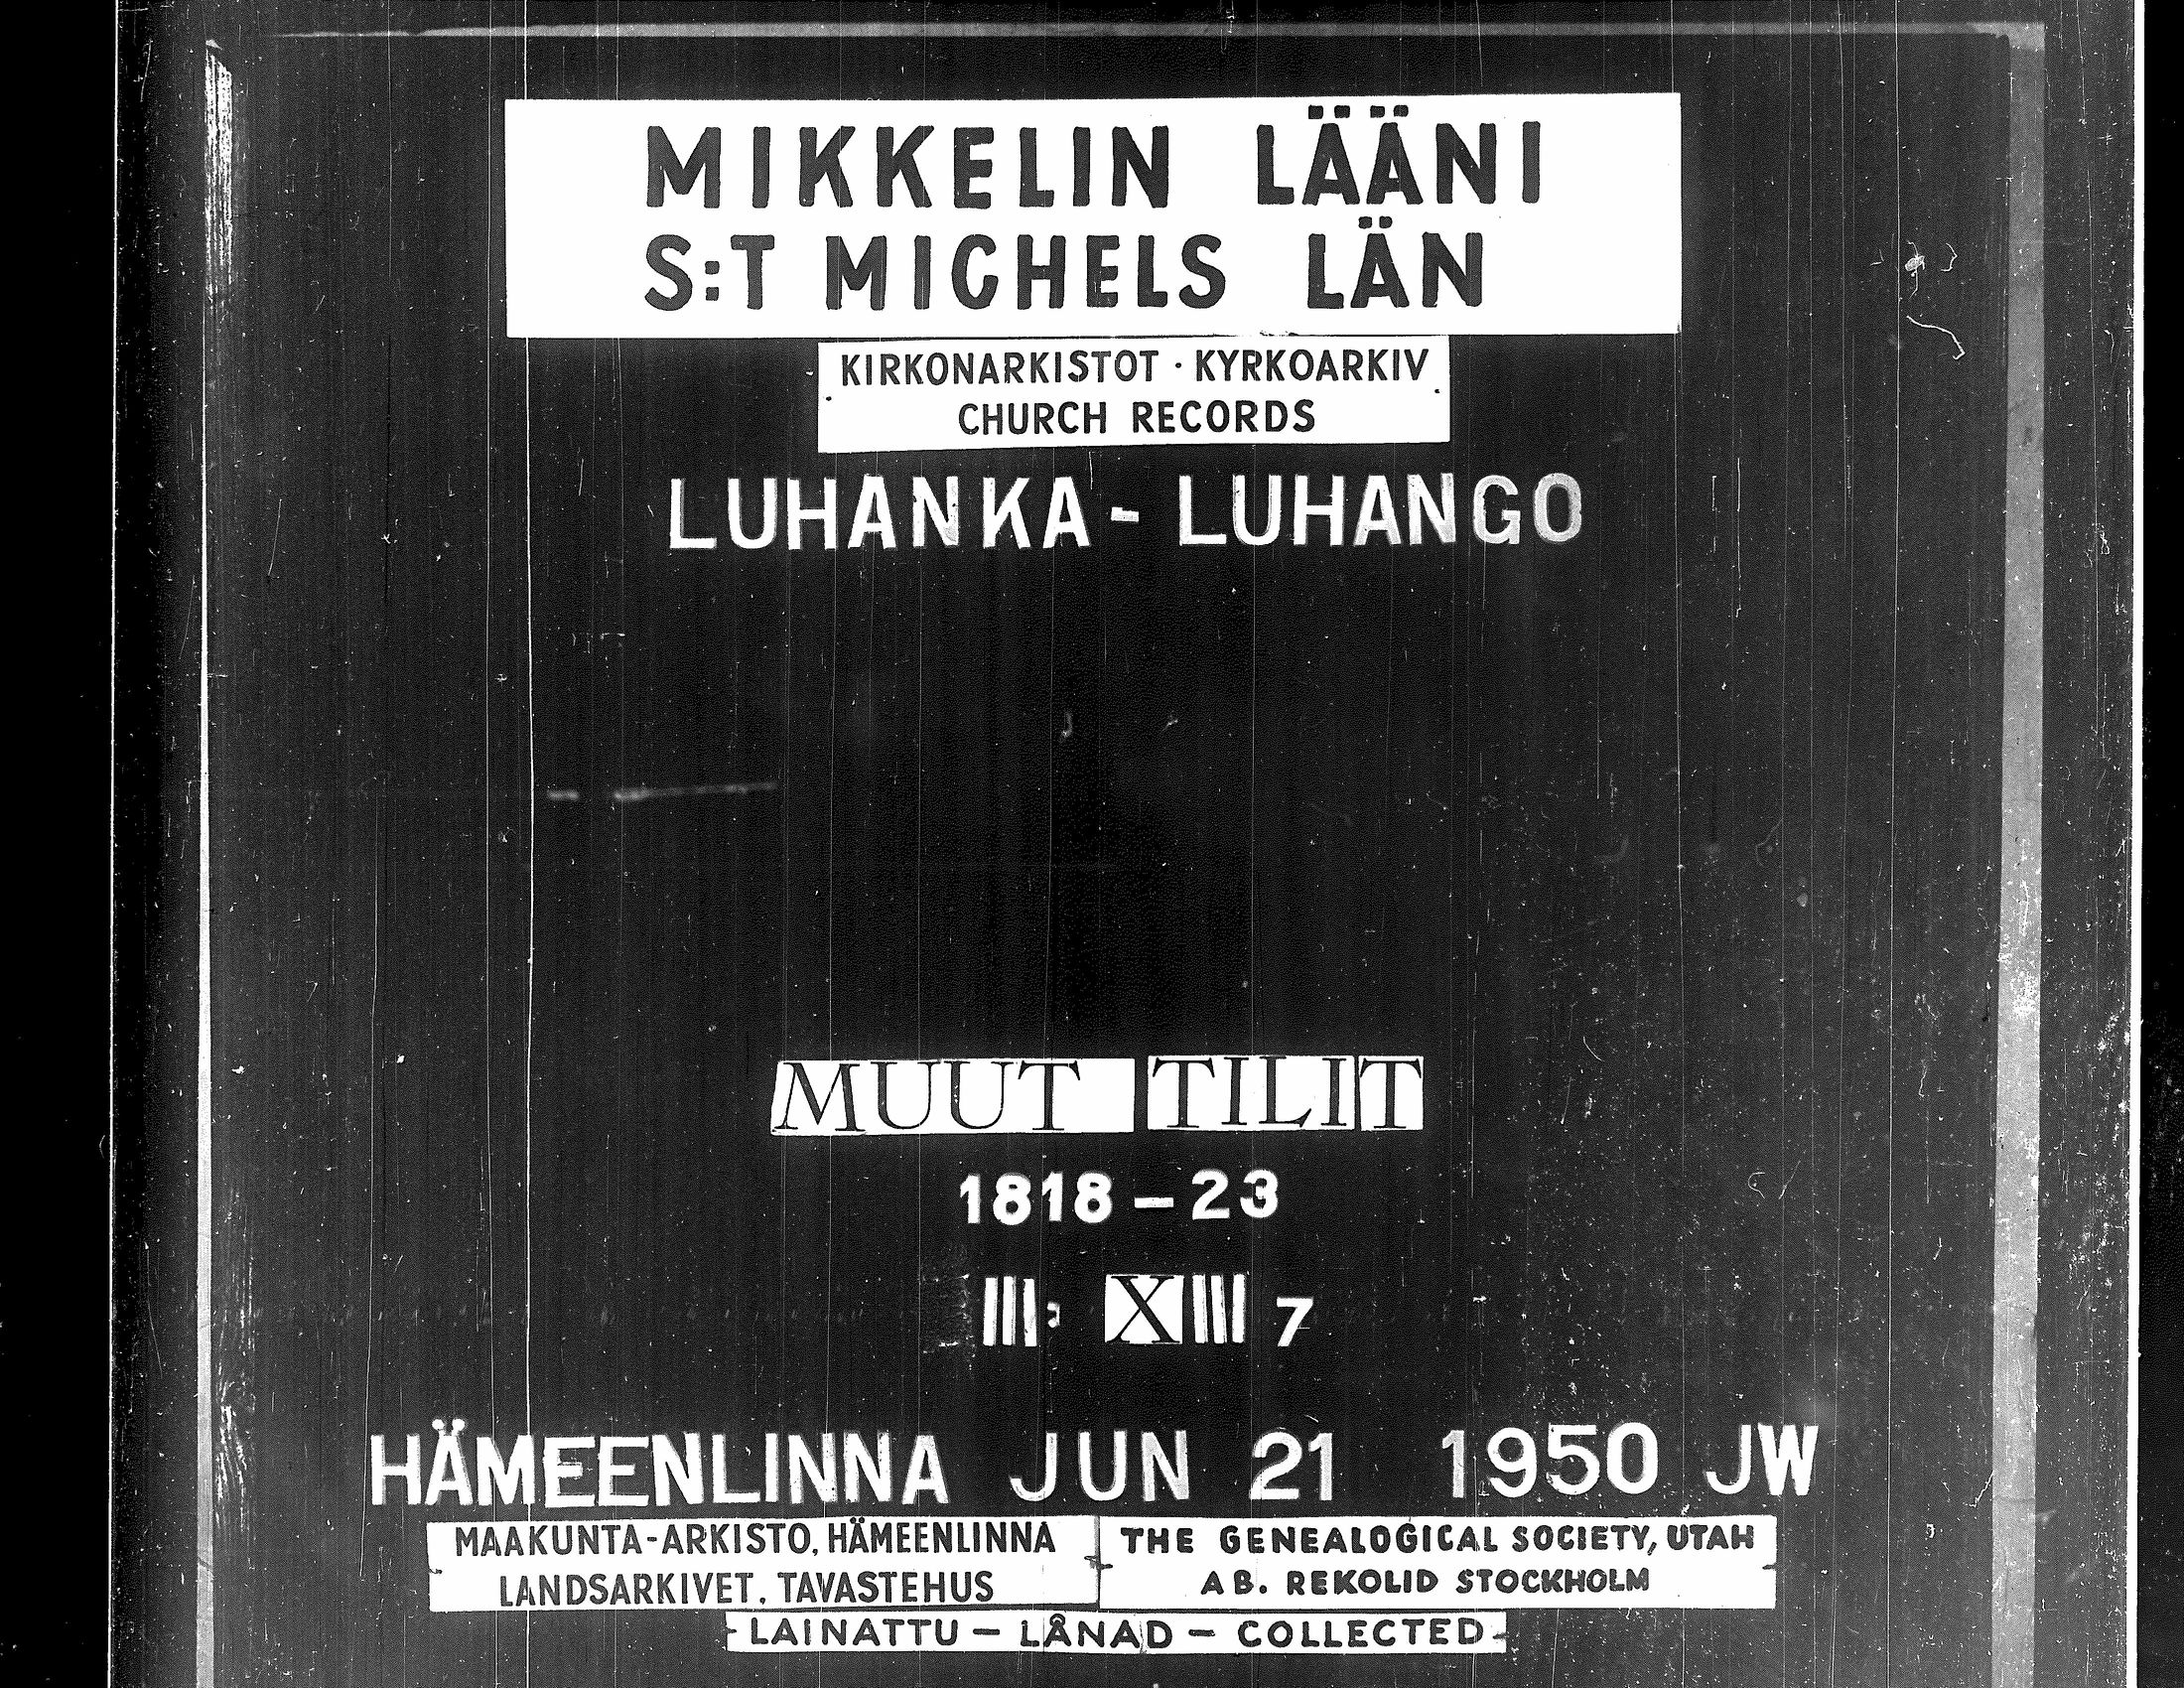 MIKKELIN LÄÄNI
S:T MICHELS LÄN
KIRKONARKISTOT · KYRKOARKIV
CHURCH RECORDS
LUHANKA - LUHANGO
MUUT TILIT
1818 - 23
III: XIII 7
HÄMEENLINNA JUN 21 1950 JW
MAAKUNTA-ARKISTO, HÄMEENLINNA
LANDSARKIVET, TAVASTEHUS
THE GENEALOGICAL SOCIETY, UTAH
AB. REKOLID STOCKHOLM
LAINATTU - LÅNAD - COLLECTED